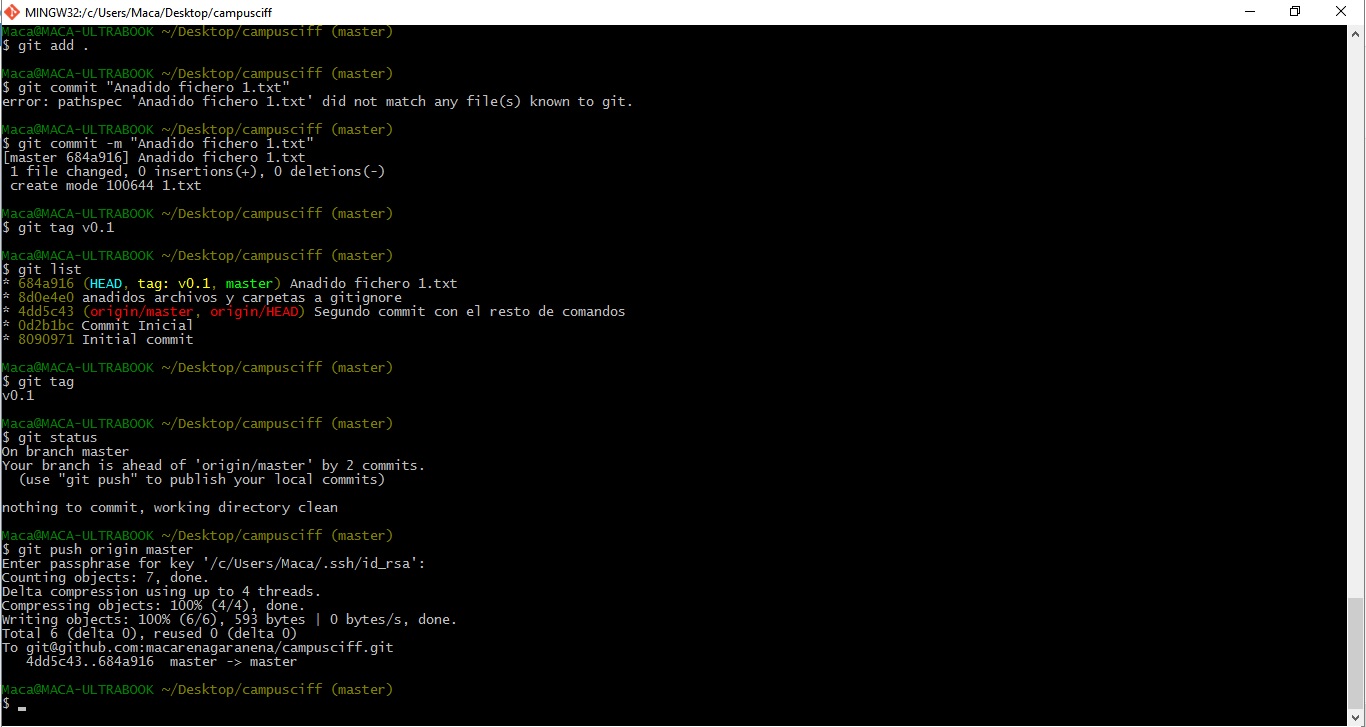 MINGW32:/c/Users/Maca/Desktop/campusciff
Maca@MACA-ULTRABOOK ~/Desktop/campusciff (master)
$ git add .
Maca@MACA-ULTRABOOK ~/Desktop/campusciff (master)
$ git commit "Anadido fichero 1.txt"
error: pathspec 'Anadido fichero 1.txt' did not match any file(s) known to git.
Maca@MACA-ULTRABOOK ~/Desktop/campusciff (master)
$ git commit -m "Anadido fichero 1.txt"
[master 684a916] Anadido fichero 1.txt
1 file changed, 0 insertions(+), 0 deletions(-)
create mode 100644 1.txt
Maca@MACA-ULTRABOOK ~/Desktop/campusciff (master)
$ git tag v0.1
Maca@MACA-ULTRABOOK ~/Desktop/campusciff (master)
$ git list
* 684a916 (HEAD, tag: v0.1, master) Anadido fichero 1.txt
* 8d0e4e0 anadidos archivos y carpetas a gitignore
* 4dd5c43 (origin/master, origin/HEAD) Segundo commit con el resto de comandos
* 0d2b1bc Commit Inicial
* 8090971 Initial commit
Maca@MACA-ULTRABOOK ~/Desktop/campusciff (master)
$ git tag
v0.1
Maca@MACA-ULTRABOOK ~/Desktop/campusciff (master)
$ git status
On branch master
Your branch is ahead of 'origin/master' by 2 commits.
(use "git push" to publish your local commits)
nothing to commit, working directory clean
Maca@MACA-ULTRABOOK ~/Desktop/campusciff (master)
$ git push origin master
Enter passphrase for key '/c/Users/Maca/.ssh/id_rsa':
Counting objects: 7, done.
Delta compression using up to 4 threads.
Compressing objects: 100% (4/4), done.
Writing objects: 100% (6/6), 593 bytes | 0 bytes/s, done.
Total 6 (delta 0), reused 0 (delta 0)
To git@github.com:macarenagaranena/campusciff.git
4dd5c43..684a916  master -> master
Maca@MACA-ULTRABOOK ~/Desktop/campusciff (master)
$